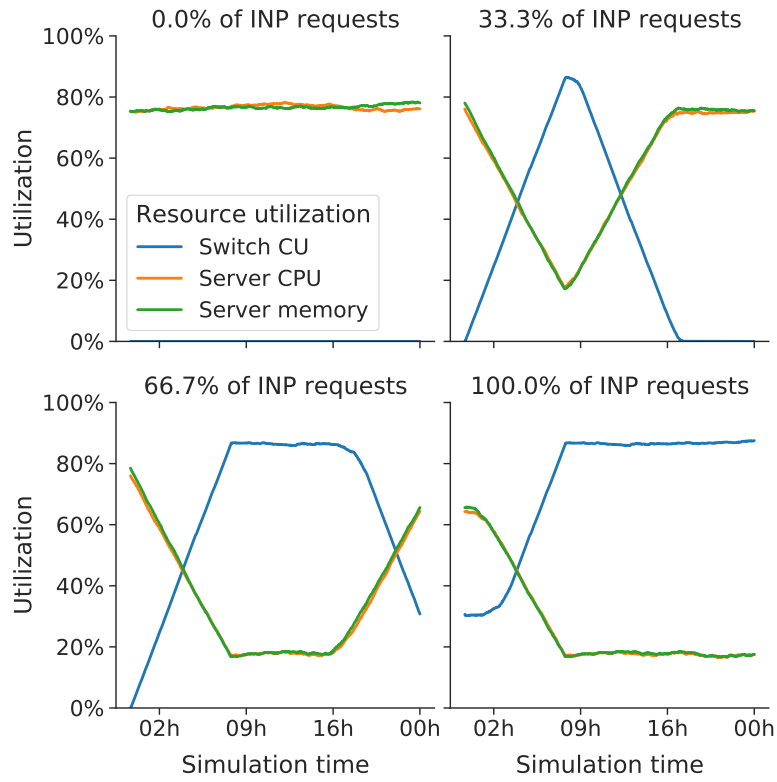 0.0% of INP requests
33.3% of INP requests
100%
80%
60%
40%
20%
0%
Utilization
Resource utilization
Switch CU
Server CPU
Server memory
66.7% of INP requests
100.0% of INP requests
100%
80%
60%
40%
20%
0%
Utilization
02h 09h 16h 00h
02h 09h 16h 00h
Simulation time
Simulation time